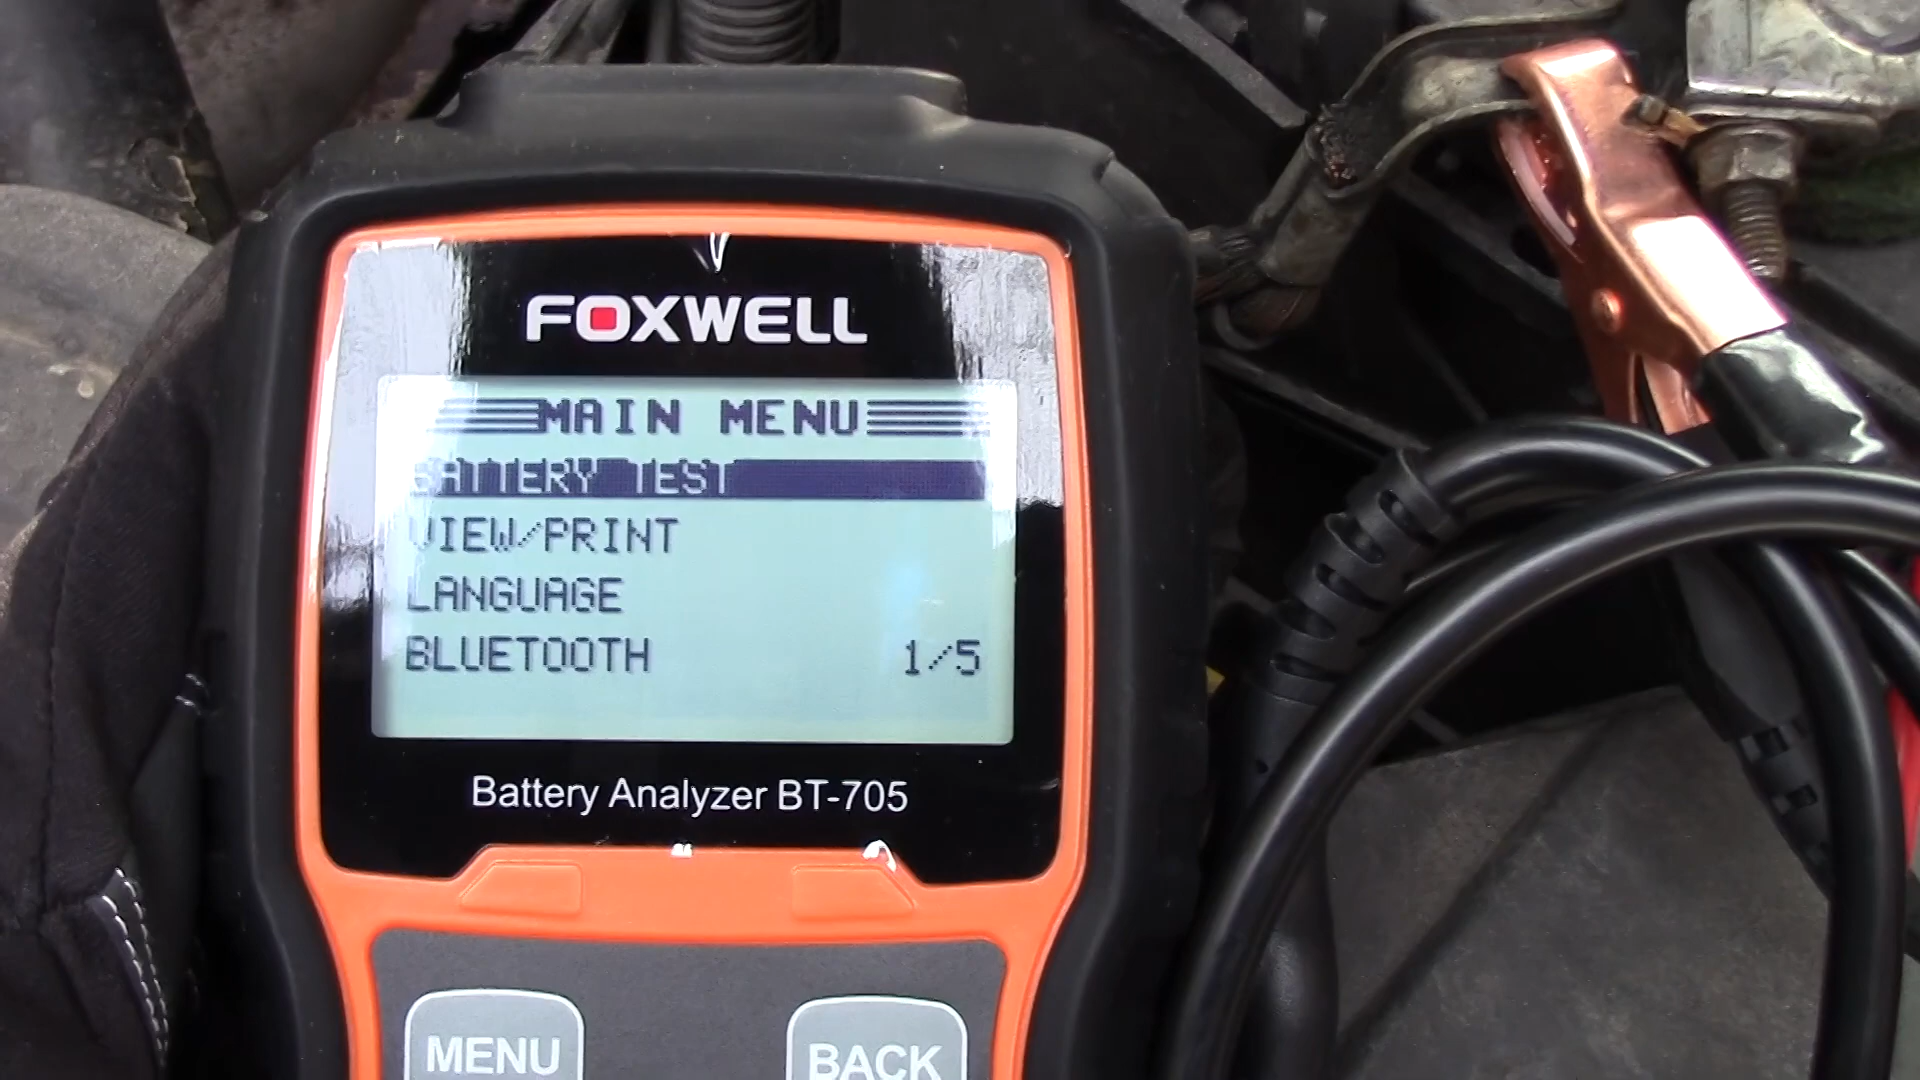 FOXWELL
MAIN MENU
BATTERY TEST
VIEW/PRINT
LANGUAGE
BLUETOOTH 1/5
Battery Analyzer BT-705
MENU BACK